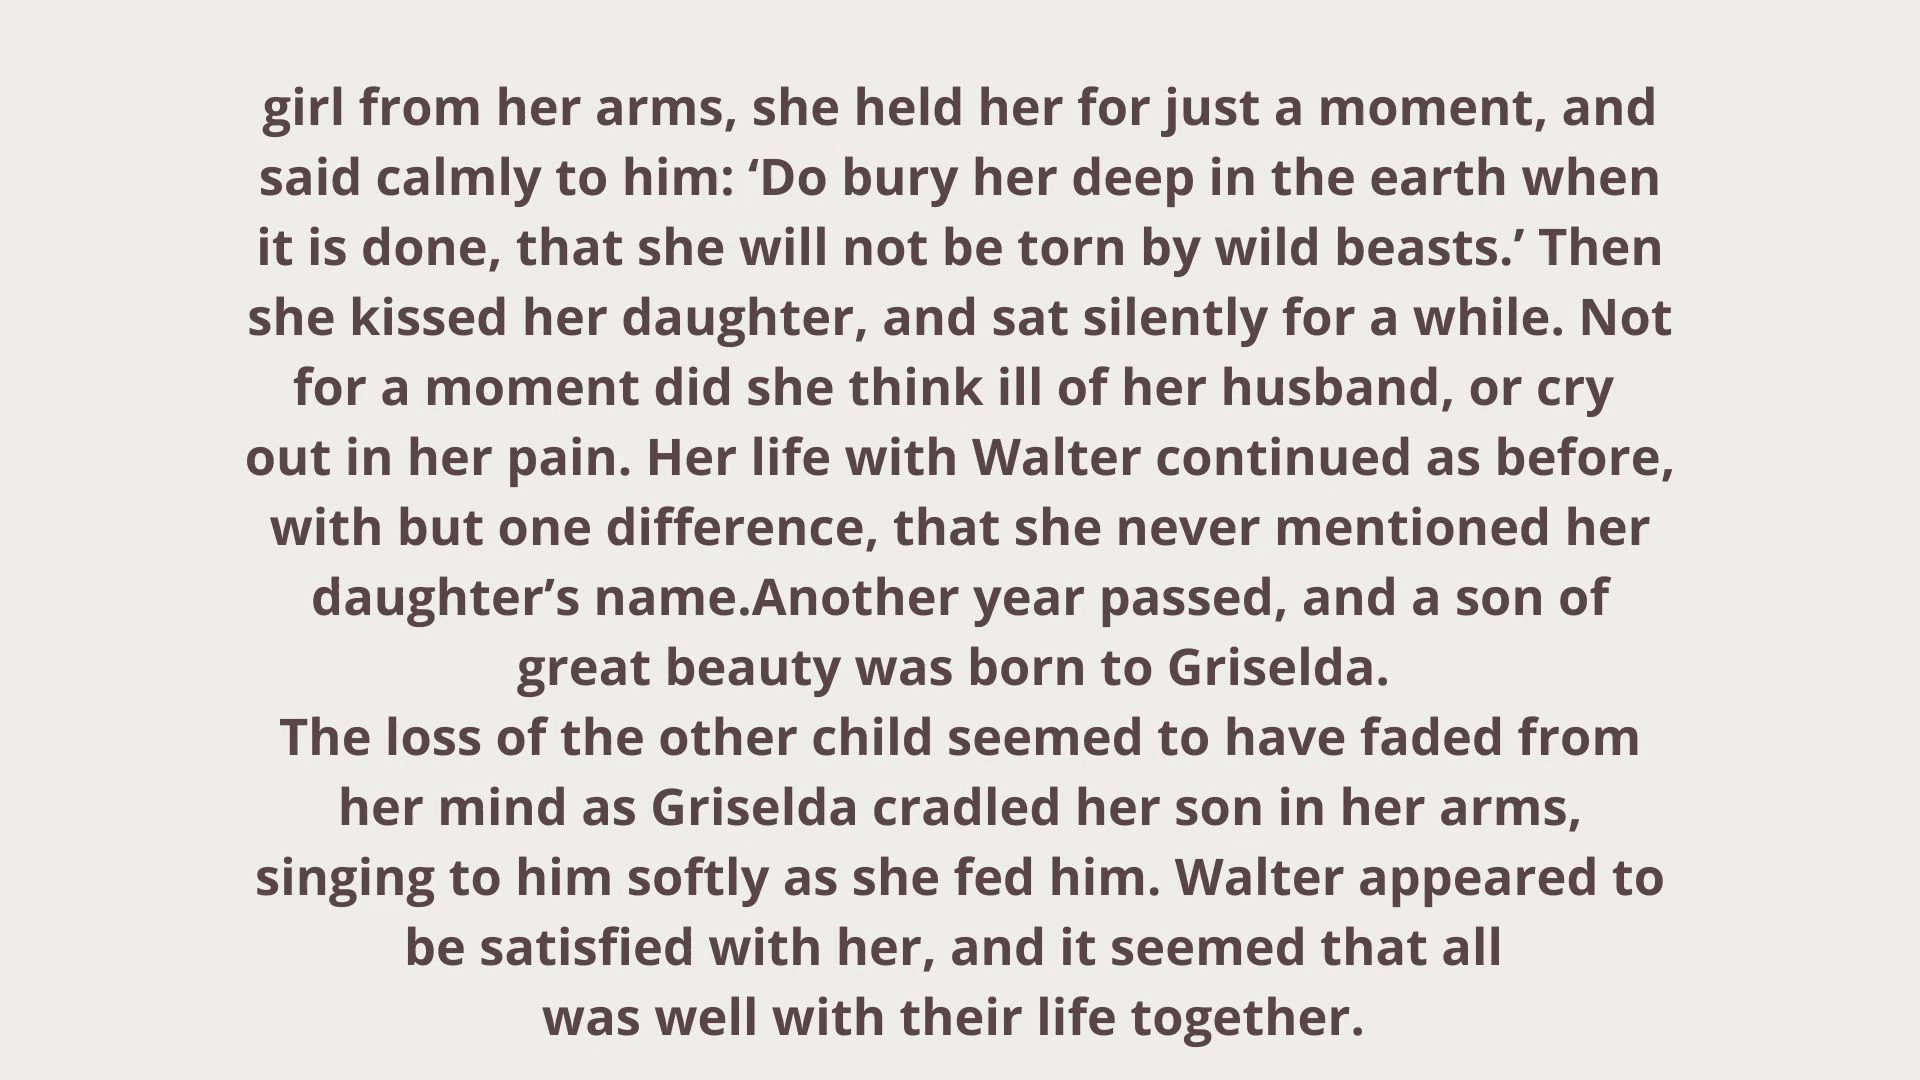 girl from her arms, she held her for just a moment, and
said calmly to him: ‘Do bury her deep in the earth when
it is done, that she will not be torn by wild beasts.’ Then
she kissed her daughter, and sat silently for a while. Not
for a moment did she think ill of her husband, or cry
out in her pain. Her life with Walter continued as before,
with but one difference, that she never mentioned her
daughter’s name.Another year passed, and a son of
great beauty was born to Griselda.
The loss of the other child seemed to have faded from
her mind as Griselda cradled her son in her arms,
singing to him softly as she fed him. Walter appeared to
be satisfied with her, and it seemed that all
was well with their life together.